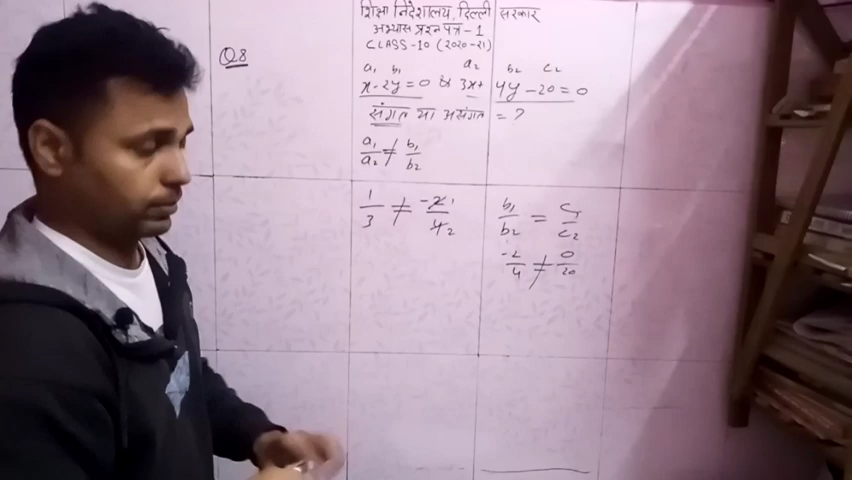 शिक्षा निदेशालय, दिल्ली सरकार
अभ्यास प्रश्न पत्र - 1
CLASS-10 (2020-21)
Q8
a₁ b₁ a₂ b₂ c₂
x-2y=0 & 3x+4y-20=0
संगत या असंगत = ?
a₁/a₂ ≠ b₁/b₂
1/3 ≠ -2 1/4 2
b₁/b₂ = c₁/c₂
-2/4 ≠ 0/20